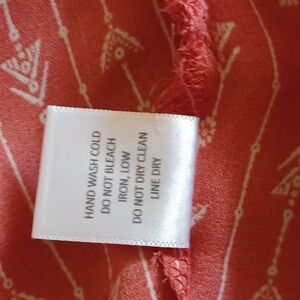 HAND WASH COLD
DO NOT BLEACH
IRON, LOW
DO NOT DRY CLEAN
LINE DRY